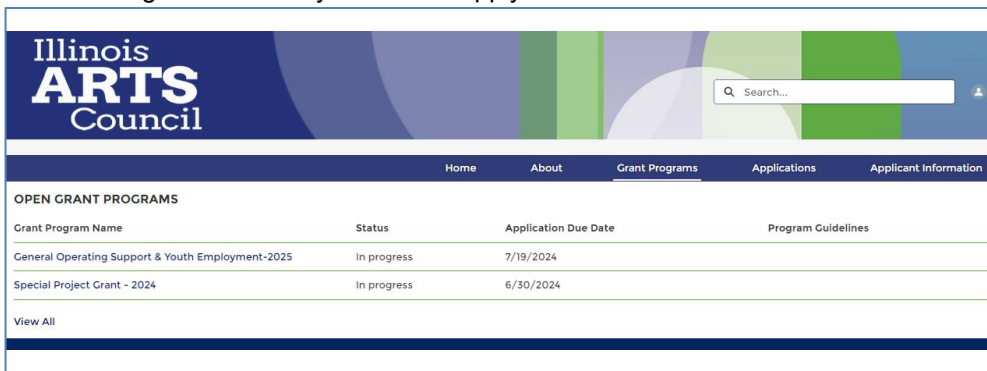 Illinois
ARTS
Council
Search...
Home About Grant Programs Applications Applicant Information
OPEN GRANT PROGRAMS
Grant Program Name Status Application Due Date Program Guidelines
General Operating Support & Youth Employment-2025 In progress 7/19/2024
Special Project Grant - 2024 In progress 6/30/2024
View All